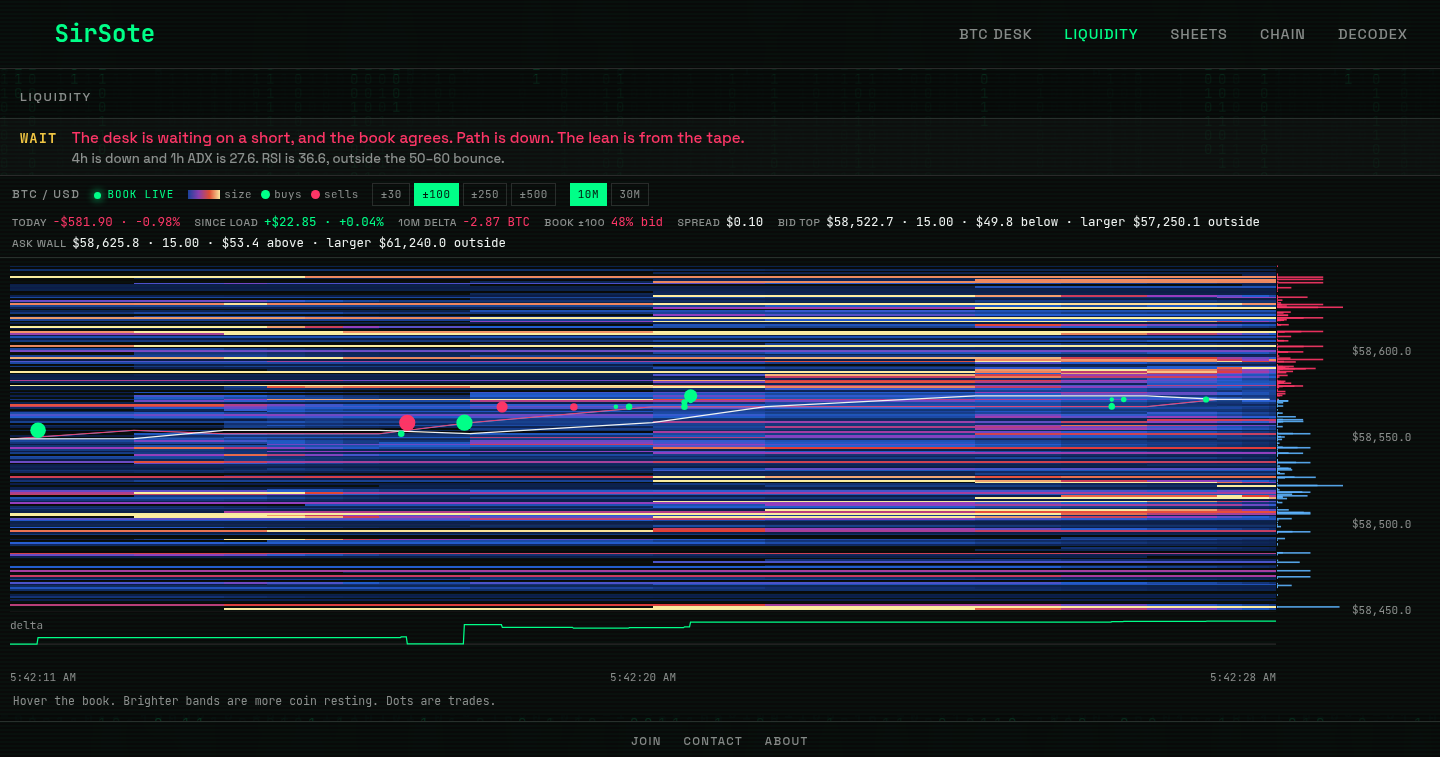 SirSote
BTC DESK LIQUIDITY SHEETS CHAIN DECODEX
LIQUIDITY
WAIT The desk is waiting on a short, and the book agrees. Path is down. The lean is from the tape.
4h is down and 1h ADX is 27.6. RSI is 36.6, outside the 50–60 bounce.
BTC / USD BOOK LIVE size buys sells ±30 ±100 ±250 ±500 10M 30M
TODAY -$581.90 · -0.98% SINCE LOAD +$22.85 · +0.04% 10M DELTA -2.87 BTC BOOK ±100 48% bid SPREAD $0.10 BID TOP $58,522.7 · 15.00 · $49.8 below · larger $57,250.1 outside
ASK WALL $58,625.8 · 15.00 · $53.4 above · larger $61,240.0 outside
$58,600.0
$58,550.0
$58,500.0
$58,450.0
delta
5:42:11 AM 5:42:20 AM 5:42:28 AM
Hover the book. Brighter bands are more coin resting. Dots are trades.
JOIN CONTACT ABOUT